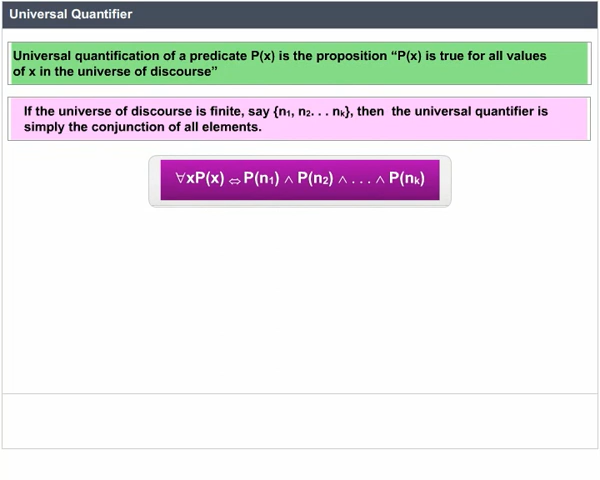 Universal Quantifier
Universal quantification of a predicate P(x) is the proposition “P(x) is true for all values
of x in the universe of discourse”
If the universe of discourse is finite, say {n₁, n₂. . . nₖ}, then the universal quantifier is
simply the conjunction of all elements.
∀xP(x) ⇔ P(n₁) ∧ P(n₂) ∧ . . . ∧ P(nₖ)